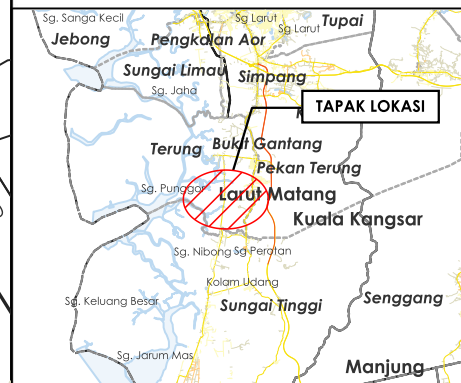 Sg. Sanga Kecil
Sg Larut
Tupai
Sg Larut
Jebong
Pengkalan Aor
Sungai Limau
Simpang
Sg. Jaha
TAPAK LOKASI
Terung
Bukit Gantang
Pekan Terung
Sg. Punggor
Larut Matang
Kuala Kangsar
Sg. Nibong
Sg Perotan
Kolam Udang
Sg. Keluang Besar
Sungai Tinggi
Senggang
Sg. Jarum Mas
Manjung